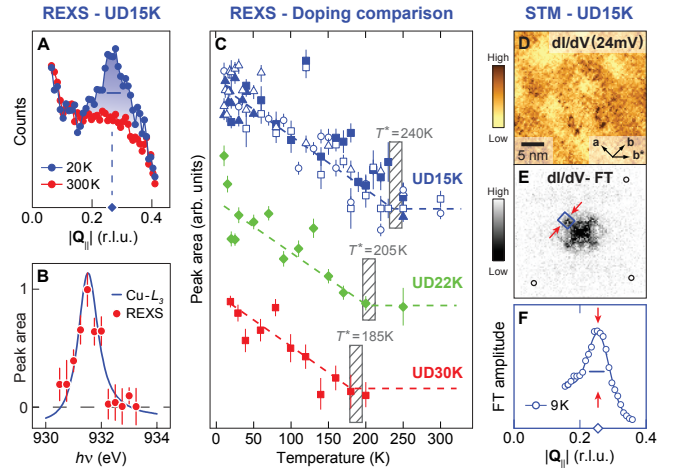 REXS - UD15K
REXS - Doping comparison
STM - UD15K
A
Counts
20K
300K
0.0
0.2
0.4
|Q∥| (r.l.u.)
B
Peak area
1
0
Cu-L3
REXS
930
932
934
hν (eV)
C
Peak area (arb. units)
T*=240K
UD15K
T*=205K
UD22K
T*=185K
UD30K
0
50
100
150
200
250
300
Temperature (K)
D
dI/dV(24mV)
High
Low
5 nm
a
b
b*
E
dI/dV- FT
High
Low
F
FT amplitude
9K
0.0
0.2
0.4
|Q∥| (r.l.u.)